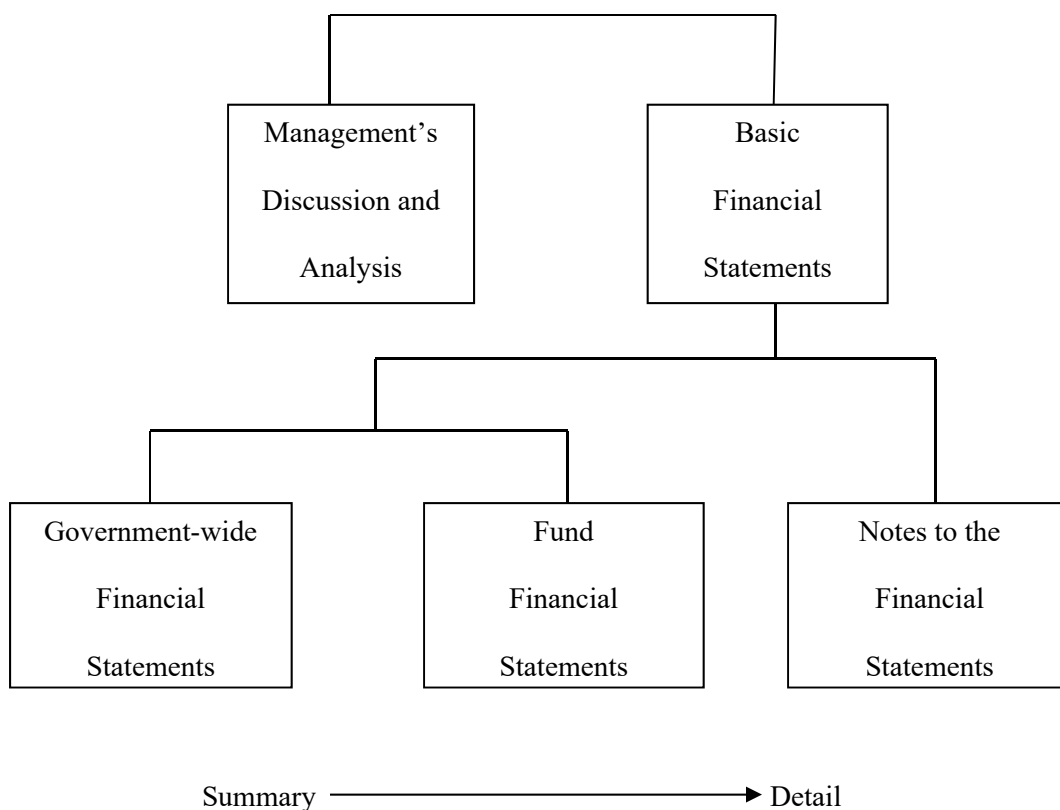 Management’s
Discussion and
Analysis
Basic
Financial
Statements
Government-wide
Financial
Statements
Fund
Financial
Statements
Notes to the
Financial
Statements
Summary
Detail